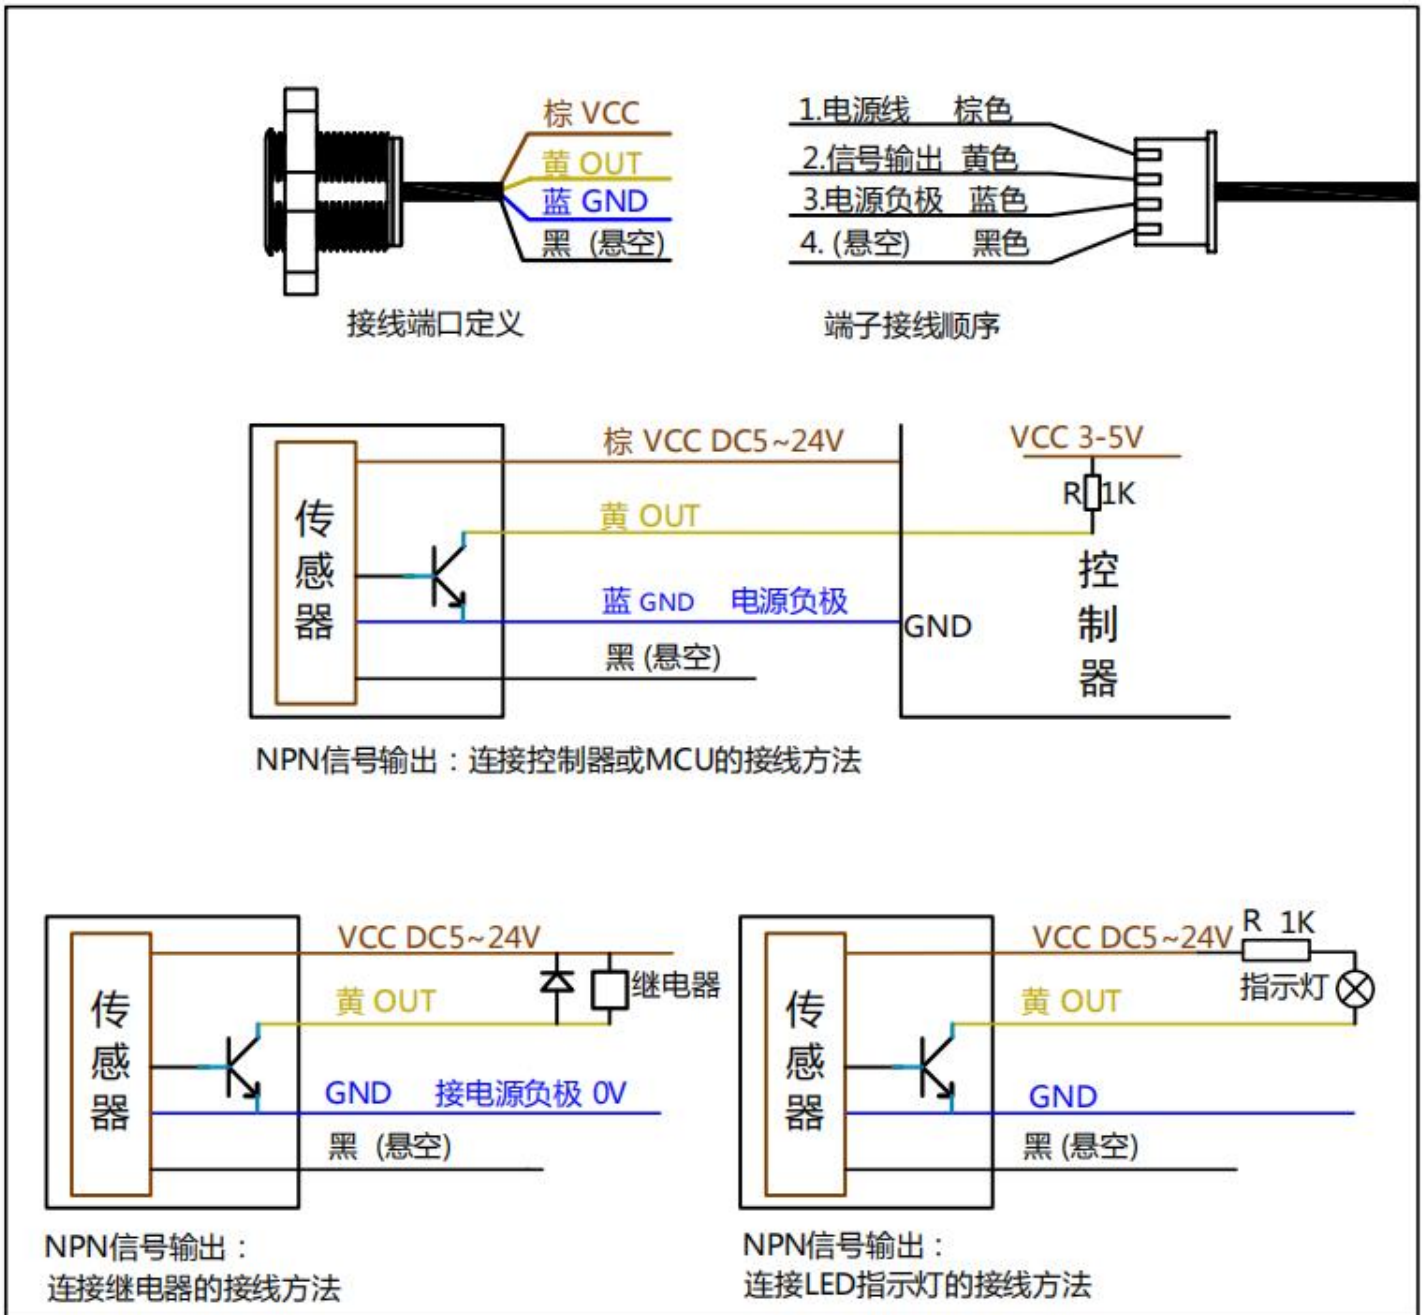 棕 VCC
黄 OUT
蓝 GND
黑 (悬空)
接线端口定义
1.电源线 棕色
2.信号输出 黄色
3.电源负极 蓝色
4. (悬空) 黑色
端子接线顺序
传感器
棕 VCC DC5~24V
黄 OUT
蓝 GND 电源负极
黑 (悬空)
VCC 3-5V
R 1K
GND
控制器
NPN信号输出：连接控制器或MCU的接线方法
传感器
VCC DC5~24V
继电器
黄 OUT
GND 接电源负极 0V
黑 (悬空)
NPN信号输出：
连接继电器的接线方法
传感器
VCC DC5~24V
R 1K
指示灯
黄 OUT
GND
黑 (悬空)
NPN信号输出：
连接LED指示灯的接线方法